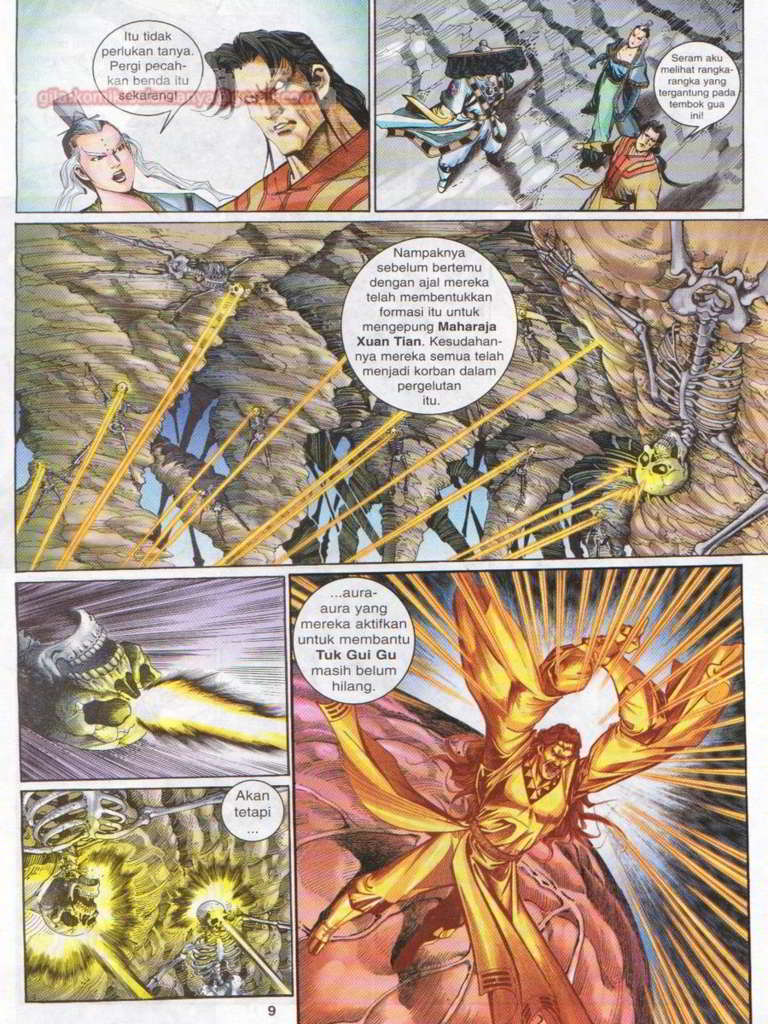 Itu tidak
perlukan tanya.
Pergi pecah-
kan benda itu
sekarang!
Seram aku
melihat rangka-
rangka yang
tergantung pada
tembok gua
ini!
Nampaknya
sebelum bertemu
dengan ajal mereka
telah membentukkan
formasi itu untuk
mengepung Maharaja
Xuan Tian. Kesudahan-
nya mereka semua telah
menjadi korban dalam
pergelutan
itu.
...aura-
aura yang
mereka aktifkan
untuk membantu
Tuk Gui Gu
masih belum
hilang.
Akan
tetapi
...
9